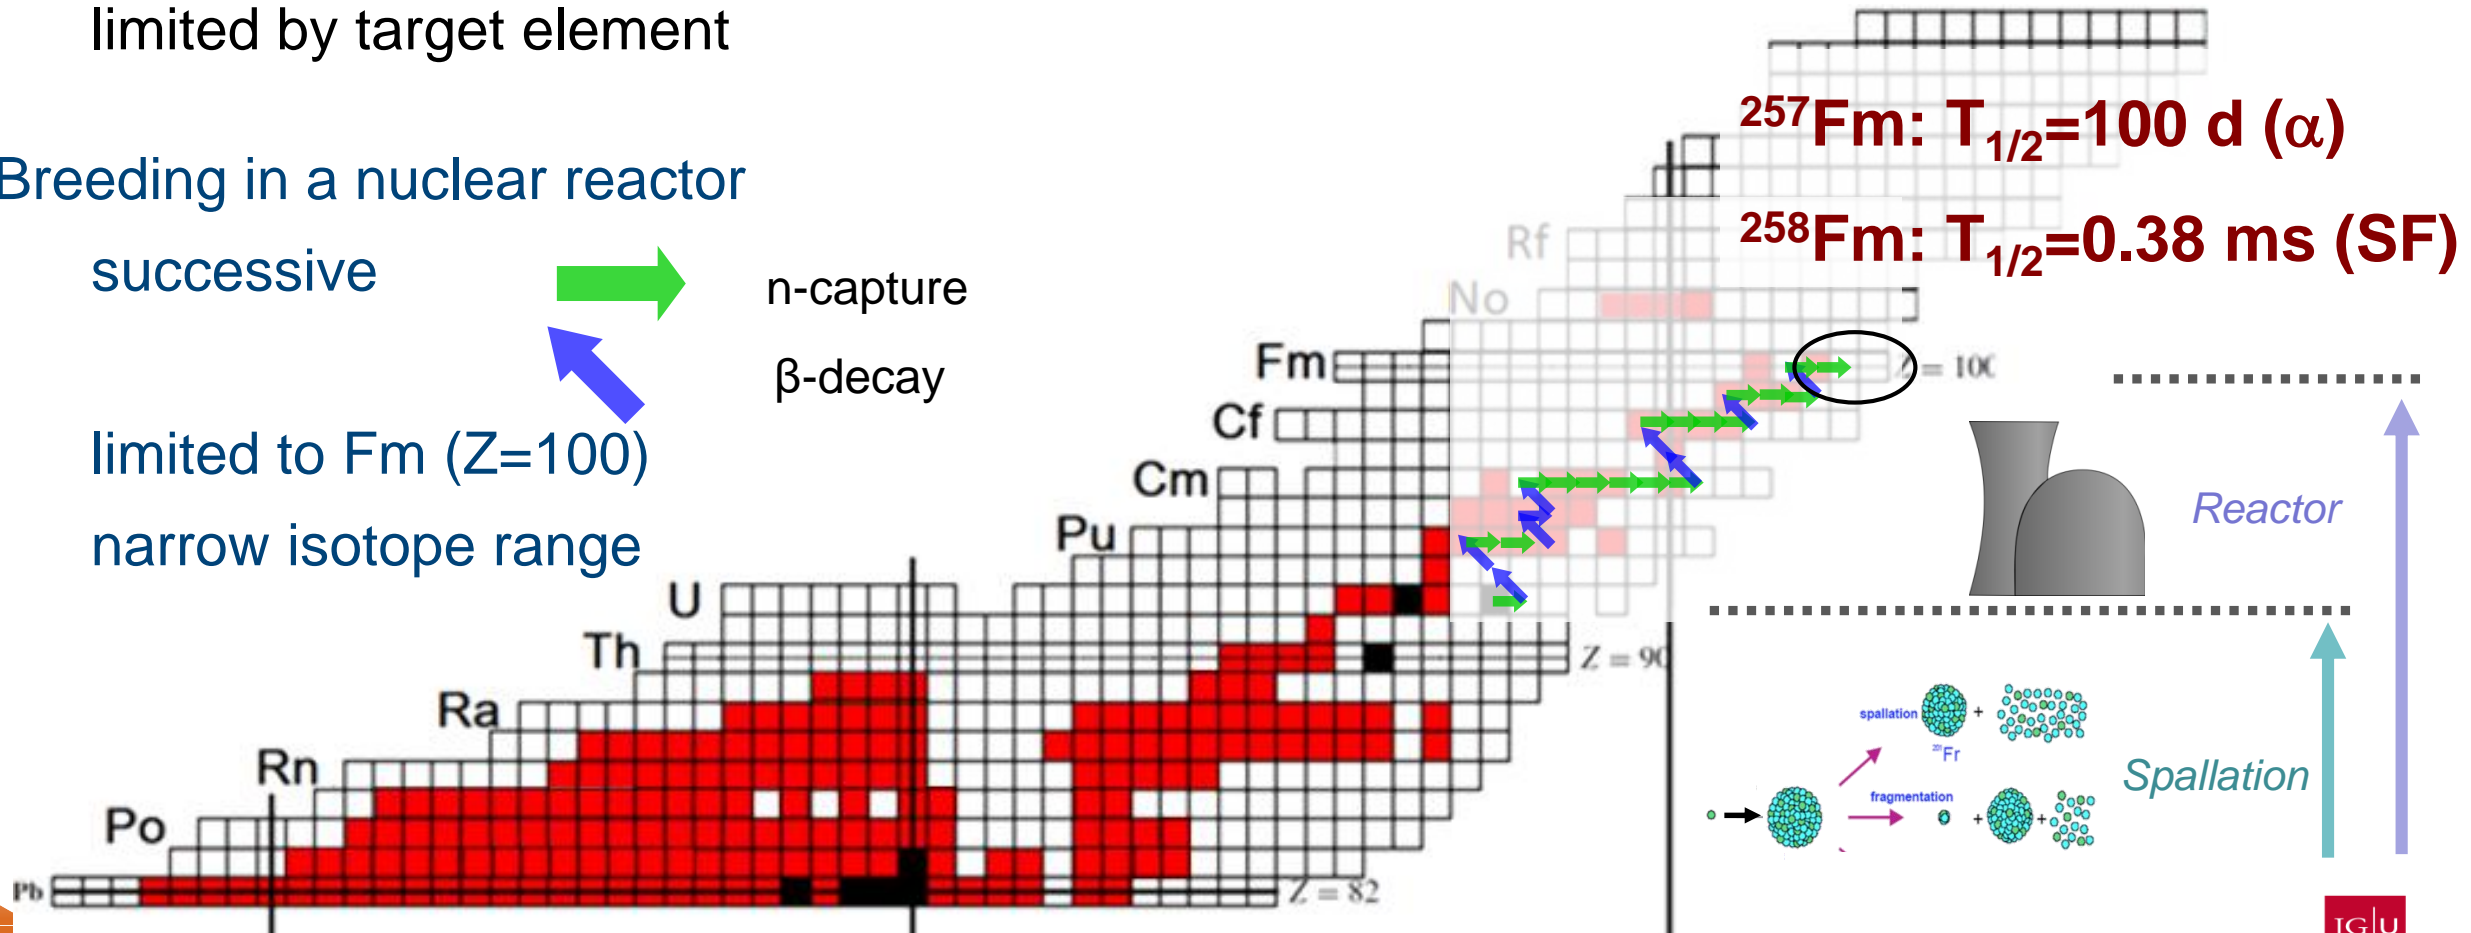 limited by target element
Breeding in a nuclear reactor
successive
n-capture
β-decay
limited to Fm (Z=100)
narrow isotope range
²⁵⁷Fm: T₁/₂=100 d (α)
²⁵⁸Fm: T₁/₂=0.38 ms (SF)
Rf
No
Fm
Z = 100
Cf
Cm
Pu
U
Th
Z = 90
Ra
Rn
Po
Pb
Z = 82
Reactor
Spallation
spallation
+
²⁰¹Fr
fragmentation
+ +
JG|U